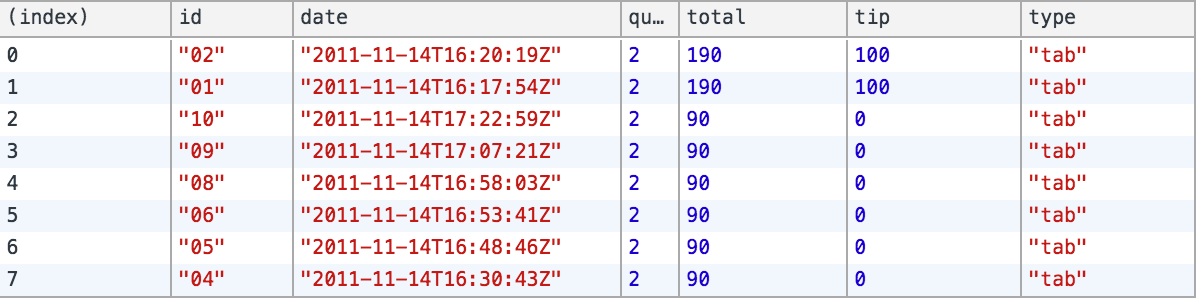 (index) id date qu… total tip type
0 "02" "2011-11-14T16:20:19Z" 2 190 100 "tab"
1 "01" "2011-11-14T16:17:54Z" 2 190 100 "tab"
2 "10" "2011-11-14T17:22:59Z" 2 90 0 "tab"
3 "09" "2011-11-14T17:07:21Z" 2 90 0 "tab"
4 "08" "2011-11-14T16:58:03Z" 2 90 0 "tab"
5 "06" "2011-11-14T16:53:41Z" 2 90 0 "tab"
6 "05" "2011-11-14T16:48:46Z" 2 90 0 "tab"
7 "04" "2011-11-14T16:30:43Z" 2 90 0 "tab"